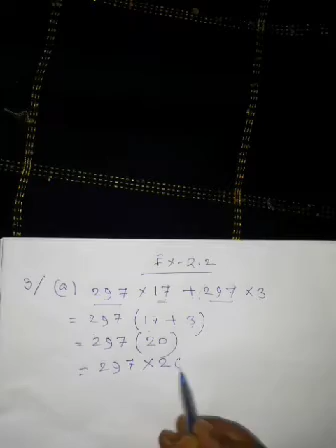 Ex-2.2
3/ (a) 297 × 17 + 297 × 3
= 297 (17 + 3)
= 297 (20)
= 297 × 20